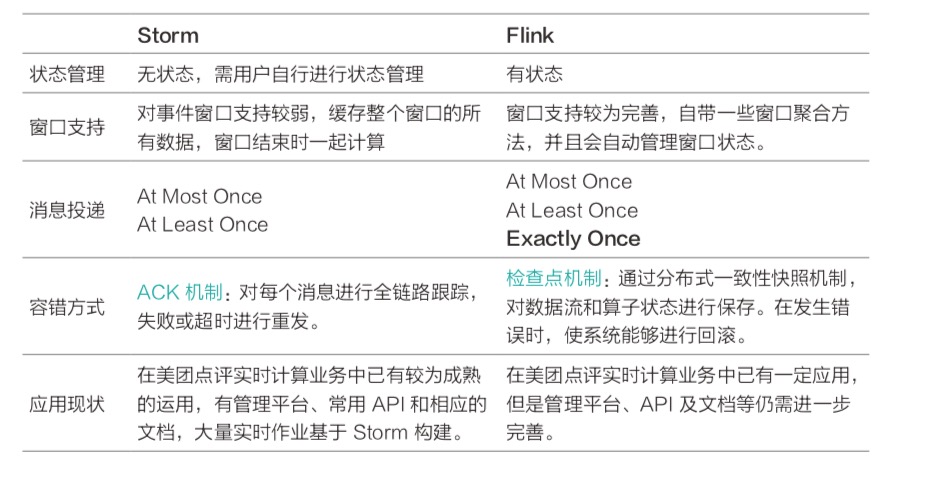 Storm Flink
状态管理 无状态，需用户自行进行状态管理 有状态
窗口支持
对事件窗口支持较弱，缓存整个窗口的所
有数据，窗口结束时一起计算
窗口支持较为完善，自带一些窗口聚合方
法，并且会自动管理窗口状态。
消息投递
At Most Once
At Least Once
At Most Once
At Least Once
Exactly Once
容错方式
ACK 机制：对每个消息进行全链路跟踪，
失败或超时进行重发。
检查点机制：通过分布式一致性快照机制，
对数据流和算子状态进行保存。在发生错
误时，使系统能够进行回滚。
应用现状
在美团点评实时计算业务中已有较为成熟
的运用，有管理平台、常用 API 和相应的
文档，大量实时作业基于 Storm 构建。
在美团点评实时计算业务中已有一定应用，
但是管理平台、API 及文档等仍需进一步
完善。